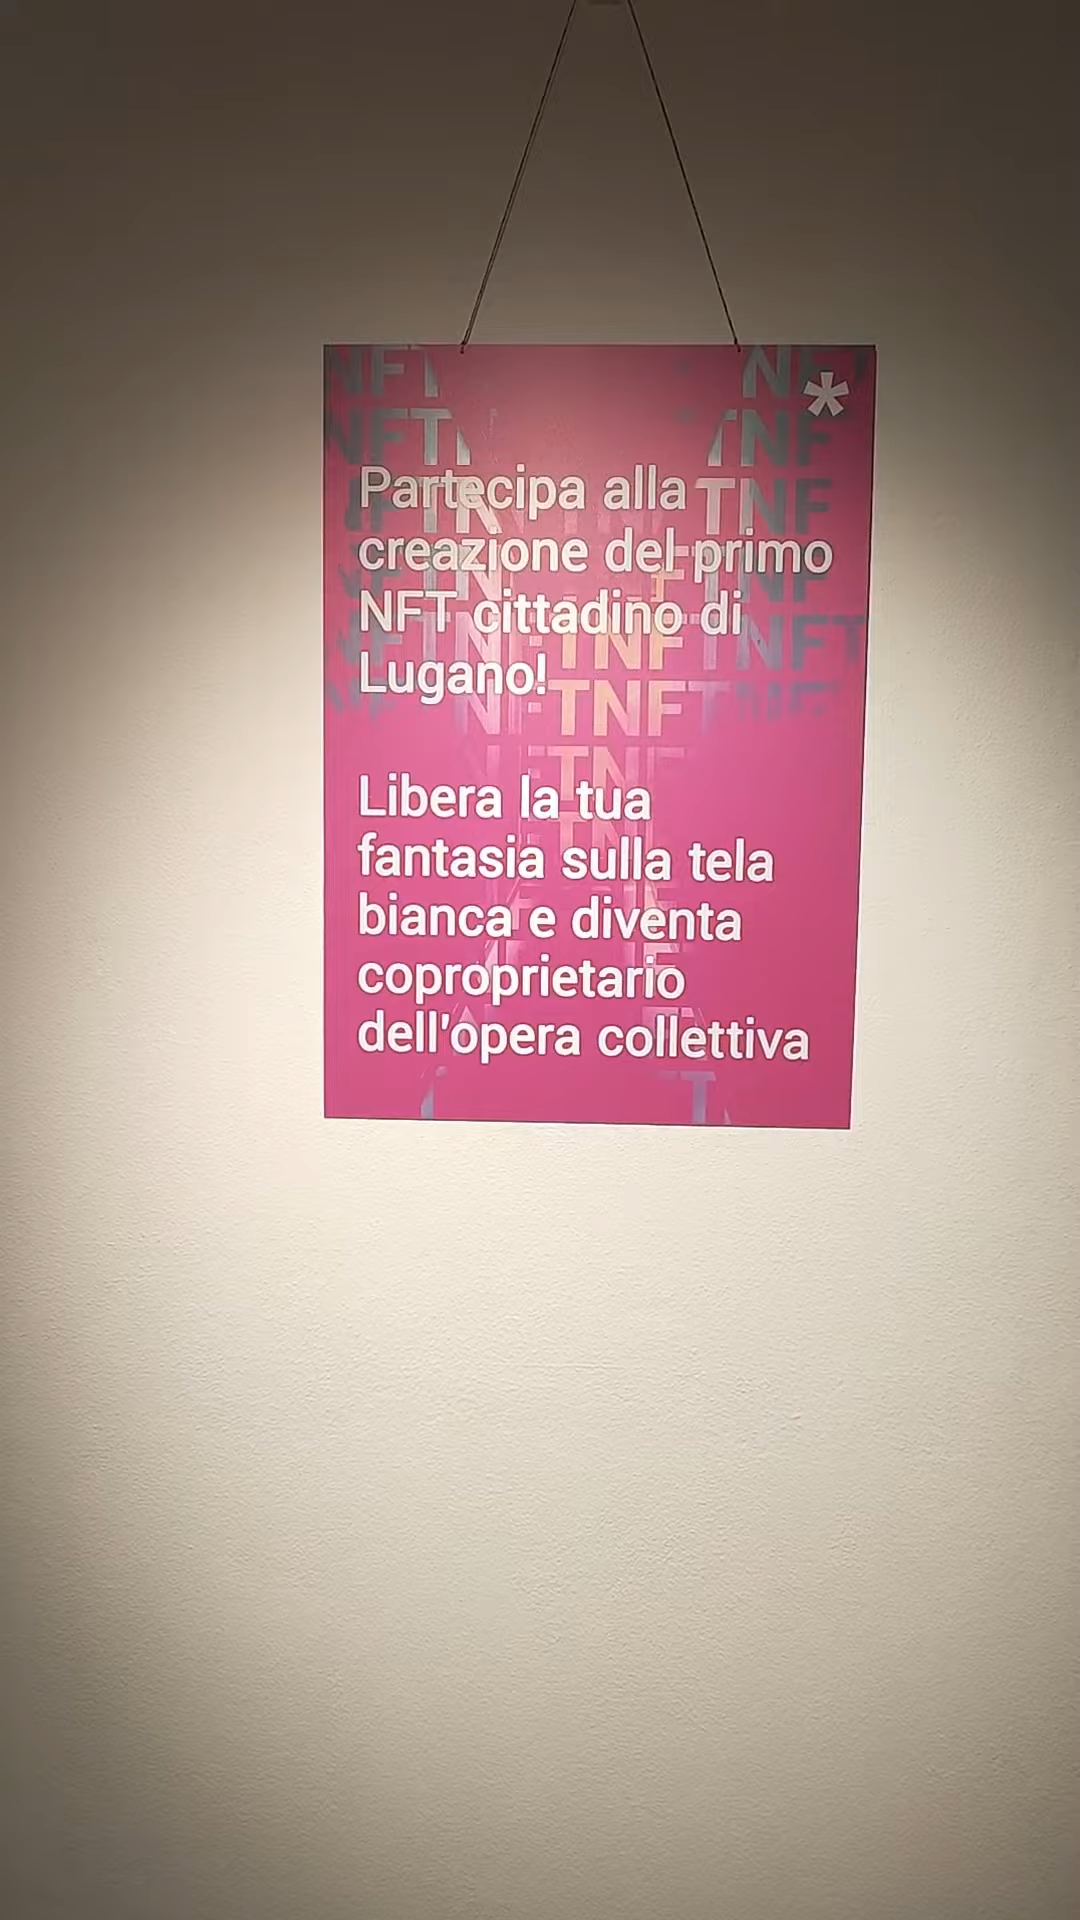 *
Partecipa alla
creazione del primo
NFT cittadino di
Lugano!
Libera la tua
fantasia sulla tela
bianca e diventa
coproprietario
dell'opera collettiva